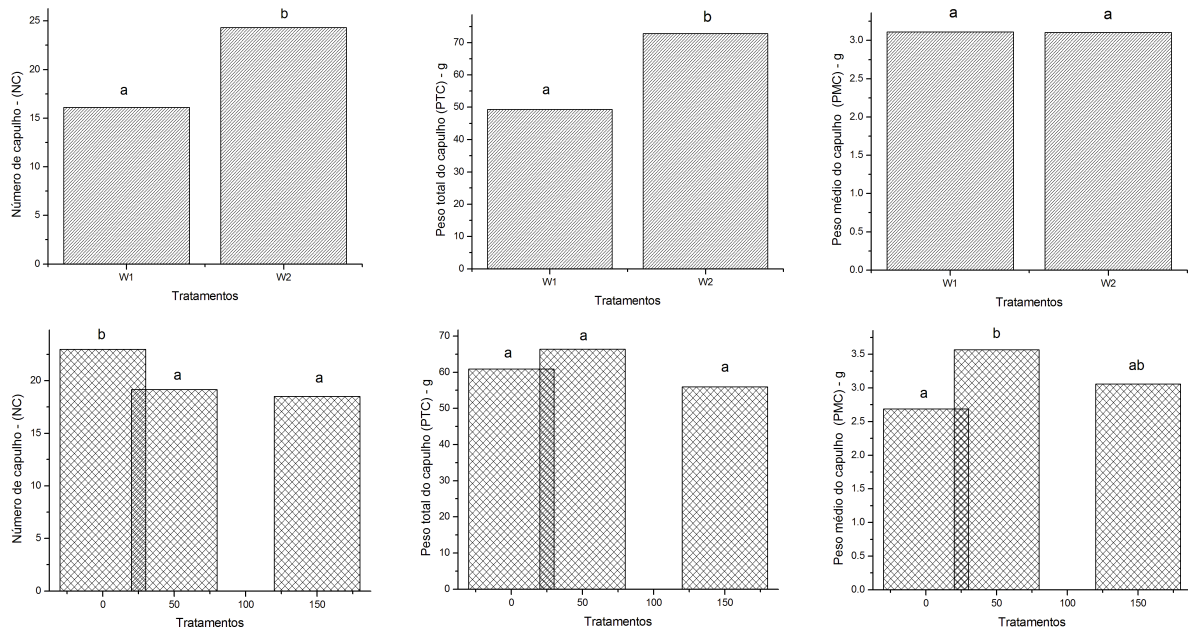 Número de capulho - (NC)
25
20
15
10
5
0
a
b
W1
W2
Tratamentos
Peso total do capulho (PTC) - g
70
60
50
40
30
20
10
0
a
b
W1
W2
Tratamentos
Peso médio do capulho (PMC) - g
3.0
2.5
2.0
1.5
1.0
0.5
0.0
a
a
W1
W2
Tratamentos
Número de capulho - (NC)
20
15
10
5
0
b
a
a
0
50
100
150
Tratamentos
Peso total do capulho (PTC) - g
70
60
50
40
30
20
10
0
a
a
a
0
50
100
150
Tratamentos
Peso médio do capulho (PMC) - g
3.5
3.0
2.5
2.0
1.5
1.0
0.5
0.0
a
b
ab
0
50
100
150
Tratamentos